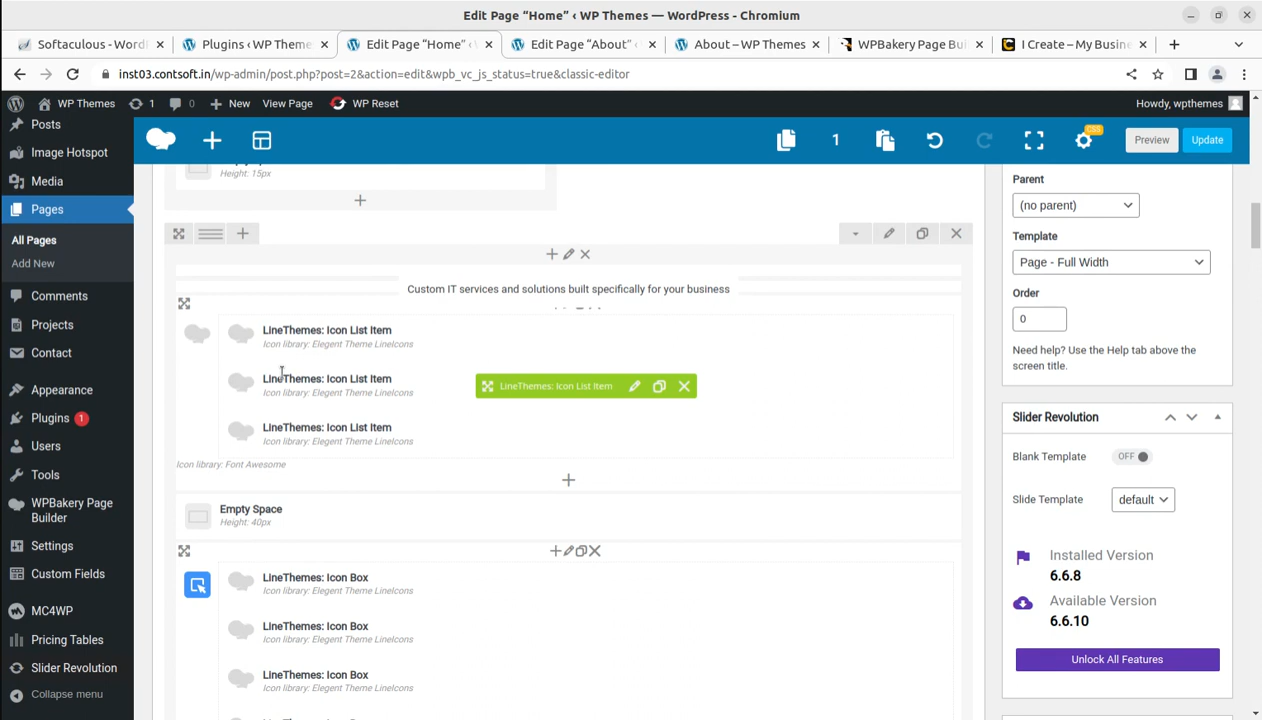 Edit Page “Home” ‹ WP Themes — WordPress - Chromium
Softaculous - Word
Plugins ‹ WP Theme
Edit Page “Home” ‹
Edit Page “About” ‹
About – WP Themes
WPBakery Page Bui
I Create – My Busin
inst03.contsoft.in/wp-admin/post.php?post=2&action=edit&wpb_vc_js_status=true&classic-editor
WP Themes
1
0
New
View Page
WP Reset
Howdy, wpthemes
Posts
Image Hotspot
Media
Pages
All Pages
Add New
Comments
Projects
Contact
Appearance
Plugins 1
Users
Tools
WPBakery Page
Builder
Settings
Custom Fields
MC4WP
Pricing Tables
Slider Revolution
Collapse menu
1
CSS
Preview
Update
Height: 15px
Custom IT services and solutions built specifically for your business
LineThemes: Icon List Item
Icon library: Elegent Theme LineIcons
LineThemes: Icon List Item
Icon library: Elegent Theme LineIcons
LineThemes: Icon List Item
LineThemes: Icon List Item
Icon library: Elegent Theme LineIcons
Icon library: Font Awesome
Empty Space
Height: 40px
LineThemes: Icon Box
Icon library: Elegent Theme LineIcons
LineThemes: Icon Box
Icon library: Elegent Theme LineIcons
LineThemes: Icon Box
Icon library: Elegent Theme LineIcons
Parent
(no parent)
Template
Page - Full Width
Order
0
Need help? Use the Help tab above the
screen title.
Slider Revolution
Blank Template
OFF
Slide Template
default
Installed Version
6.6.8
Available Version
6.6.10
Unlock All Features